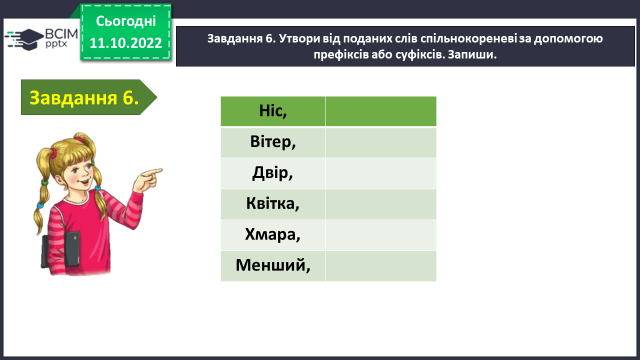 Сьогодні
11.10.2022
BCIM
pptx
Завдання 6. Утвори від поданих слів спільнокореневі за допомогою
префіксів або суфіксів. Запиши.
Завдання 6.
Ніс,
Вітер,
Двір,
Квітка,
Хмара,
Менший,